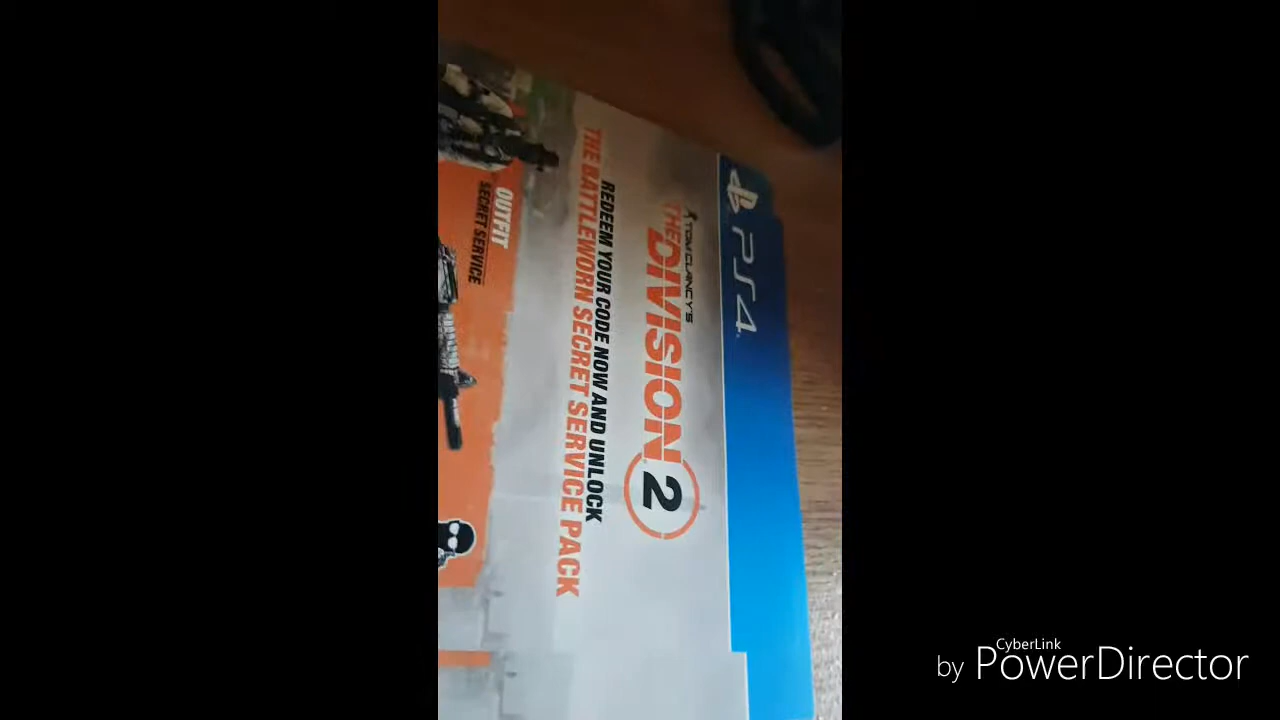 PS4
TOM CLANCY'S
THE DIVISION 2
REDEEM YOUR CODE NOW AND UNLOCK
THE BATTLEWORN SECRET SERVICE PACK
OUTFIT
SECRET SERVICE
CyberLink
by PowerDirector